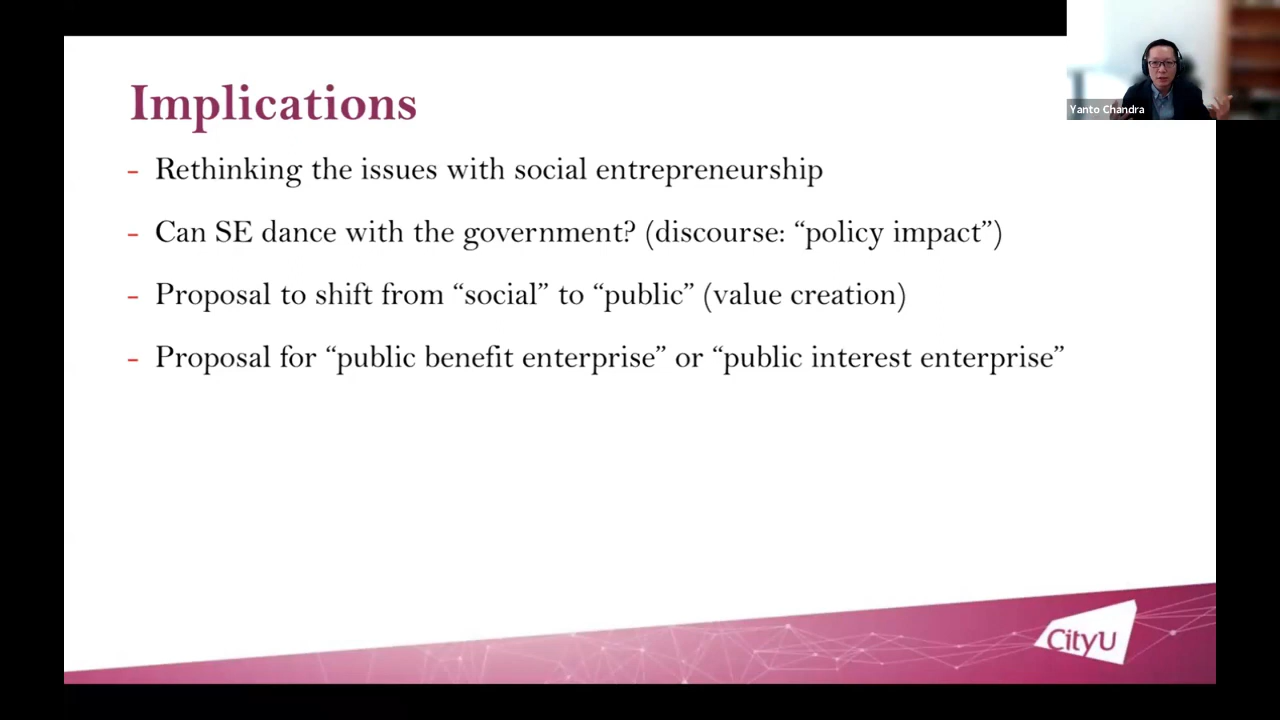 Implications
- Rethinking the issues with social entrepreneurship
- Can SE dance with the government? (discourse: “policy impact”)
- Proposal to shift from “social” to “public” (value creation)
- Proposal for “public benefit enterprise” or “public interest enterprise”
Yanto Chandra
CityU